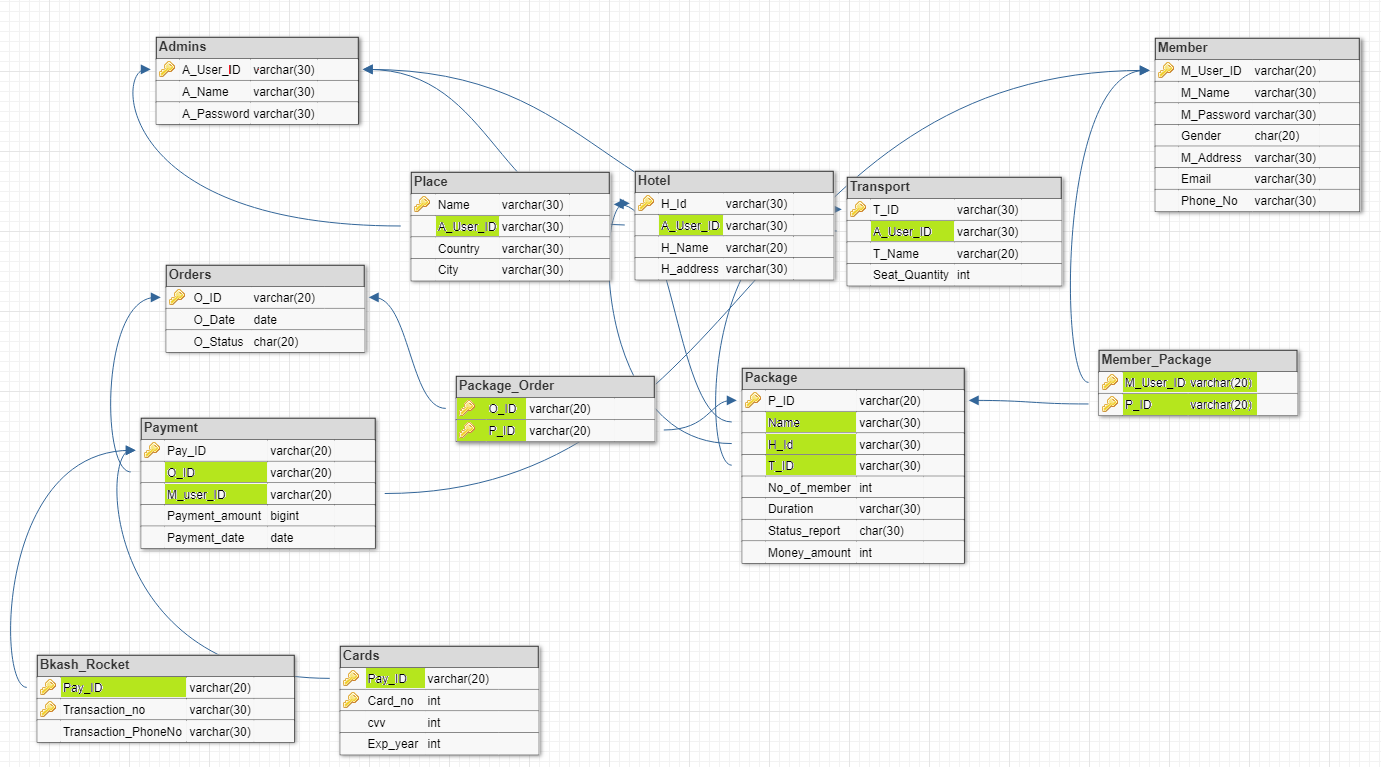 Admins
A_User_ID varchar(30)
A_Name varchar(30)
A_Password varchar(30)
Member
M_User_ID varchar(20)
M_Name varchar(30)
M_Password varchar(30)
Gender char(20)
M_Address varchar(30)
Email varchar(30)
Phone_No varchar(30)
Place
Name varchar(30)
A_User_ID varchar(30)
Country varchar(30)
City varchar(30)
Hotel
H_Id varchar(30)
A_User_ID varchar(30)
H_Name varchar(20)
H_address varchar(30)
Transport
T_ID varchar(30)
A_User_ID varchar(30)
T_Name varchar(20)
Seat_Quantity int
Orders
O_ID varchar(20)
O_Date date
O_Status char(20)
Package_Order
O_ID varchar(20)
P_ID varchar(20)
Package
P_ID varchar(20)
Name varchar(30)
H_Id varchar(30)
T_ID varchar(30)
No_of_member int
Duration varchar(30)
Status_report char(30)
Money_amount int
Member_Package
M_User_ID varchar(20)
P_ID varchar(20)
Payment
Pay_ID varchar(20)
O_ID varchar(20)
M_user_ID varchar(20)
Payment_amount bigint
Payment_date date
Bkash_Rocket
Pay_ID varchar(20)
Transaction_no varchar(30)
Transaction_PhoneNo varchar(30)
Cards
Pay_ID varchar(20)
Card_no int
cvv int
Exp_year int